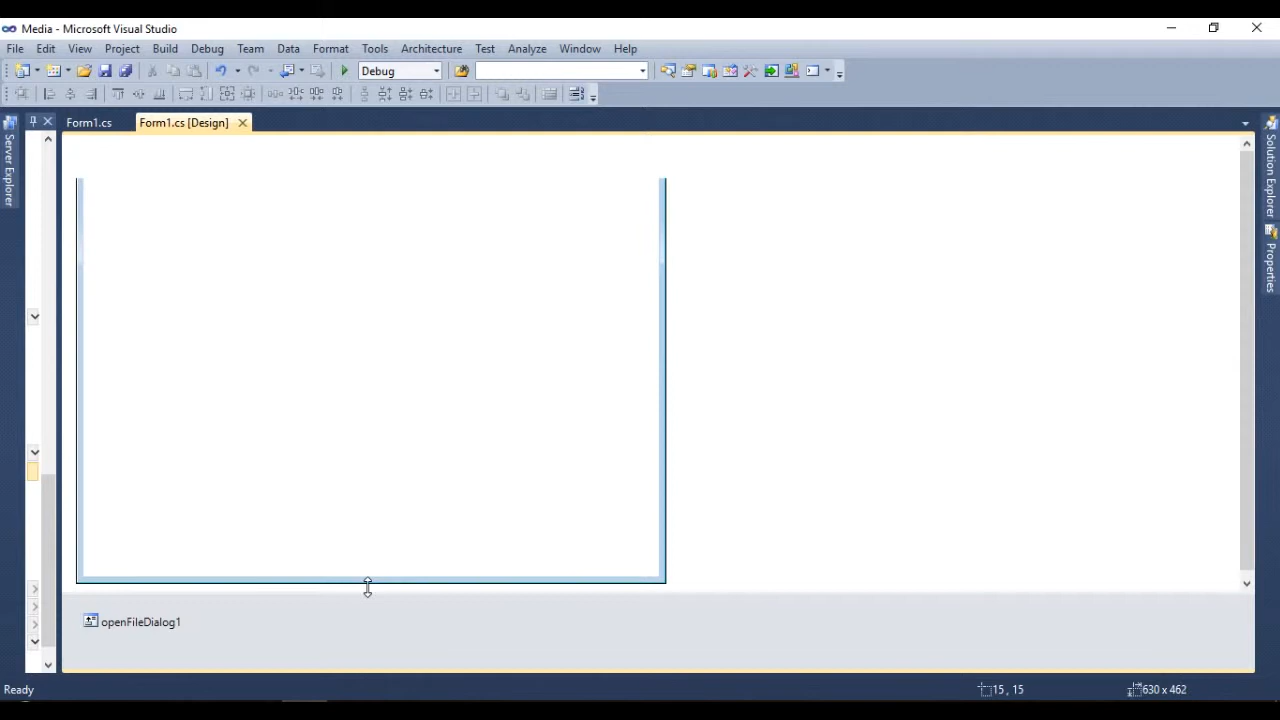 Media - Microsoft Visual Studio
File Edit View Project Build Debug Team Data Format Tools Architecture Test Analyze Window Help
Debug
Form1.cs Form1.cs [Design]
Server Explorer
Solution Explorer
Properties
openFileDialog1
Ready 15 , 15 630 x 462